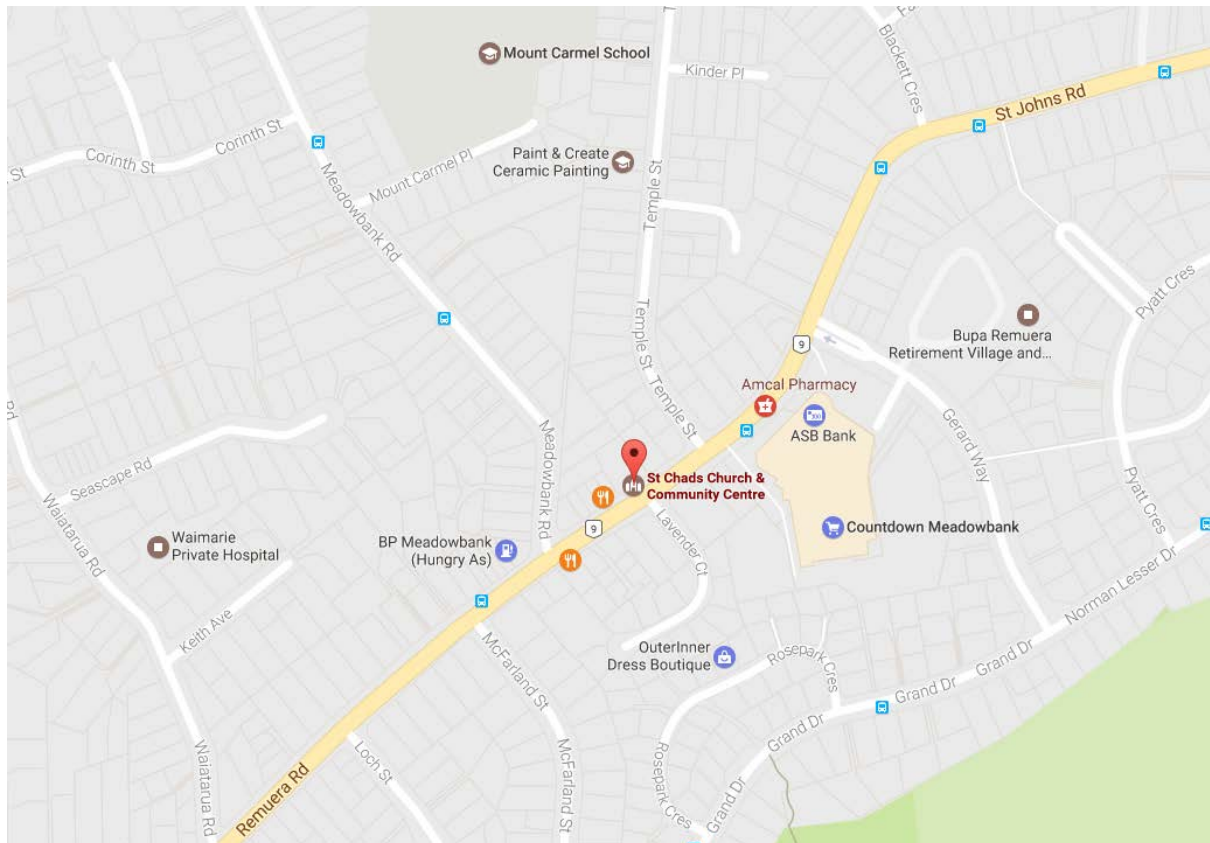 Mount Carmel School
Kinder Pl
Blackett Cres
St Johns Rd
Corinth St
Corinth St
St
Mount Carmel Pl
Paint & Create
Ceramic Painting
Meadowbank Rd
Temple St
Pyatt Cres
Bupa Remuera
Retirement Village and...
Temple St
Temple St
9
Amcal Pharmacy
ASB Bank
Gerard Way
Rd
Seascape Rd
Meadowbank Rd
St Chads Church &
Community Centre
Pyatt Cres
Waiatarua Rd
Waimarie
Private Hospital
BP Meadowbank
(Hungry As)
9
Countdown Meadowbank
Lavender Ct
Norman Lesser Dr
Keith Ave
McFarland St
OuterInner
Dress Boutique
Rosepark Cres
Grand Dr
Grand Dr
Grand Dr
Waiatarua Rd
Remuera Rd
Loch St
McFarland St
Rosepark Cres
Grand Dr